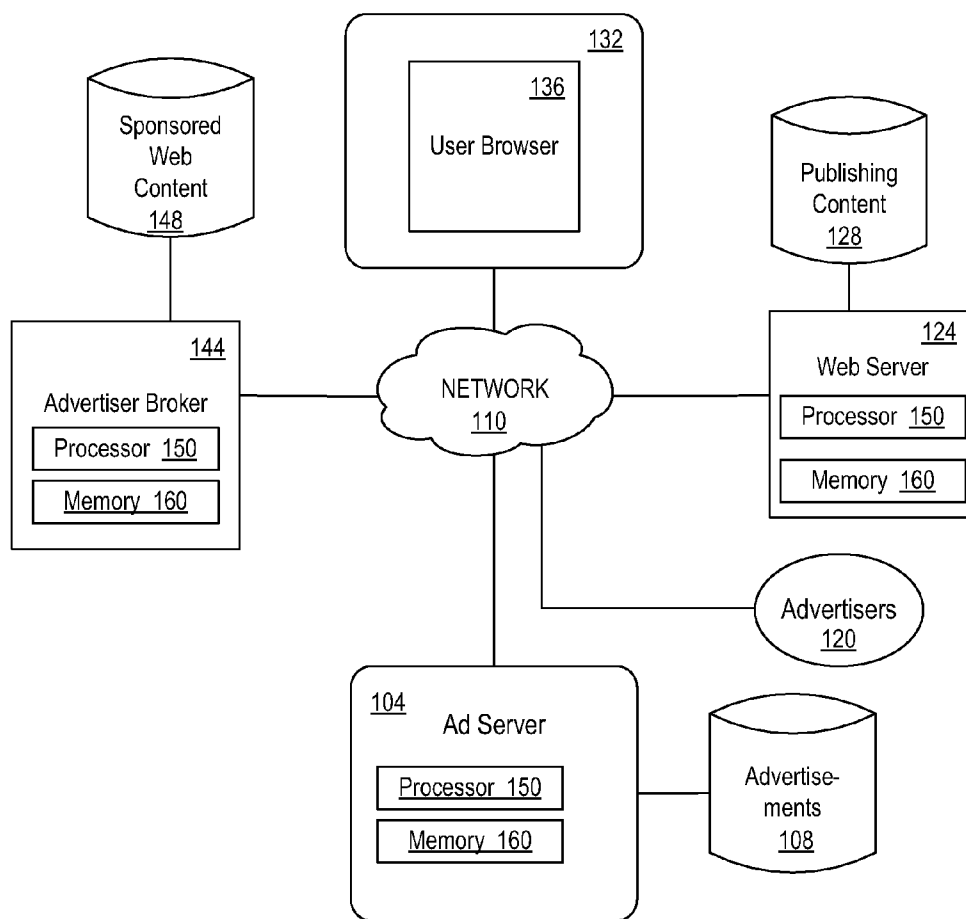 132
136
User Browser
Sponsored
Web
Content
148
Publishing
Content
128
144
Advertiser Broker
Processor 150
Memory 160
NETWORK
110
124
Web Server
Processor 150
Memory 160
Advertisers
120
104
Ad Server
Processor 150
Memory 160
Advertise-
ments
108